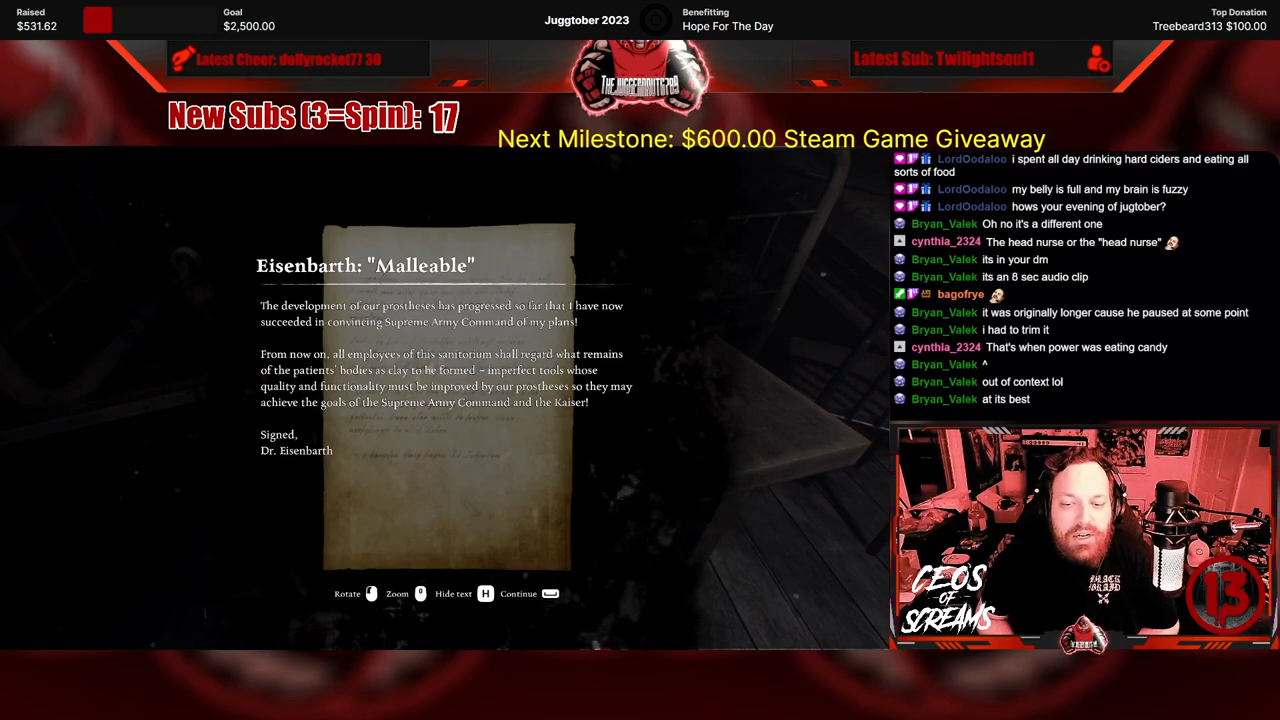 Raised
$531.62
Goal
$2,500.00
Juggtober 2023
Benefitting
Hope For The Day
Top Donation
Treebeard313 $100.00
Latest Cheer: dollyrocket77 30
THEJUGGERNAUT6789
Latest Sub: Twilightsoul1
New Subs (3=Spin): 17
Next Milestone: $600.00 Steam Game Giveaway
LordOodaloo i spent all day drinking hard ciders and eating all
sorts of food
LordOodaloo my belly is full and my brain is fuzzy
LordOodaloo hows your evening of jugtober?
Bryan_Valek Oh no it's a different one
cynthia_2324 The head nurse or the "head nurse"
Bryan_Valek its in your dm
Bryan_Valek its an 8 sec audio clip
bagofrye
Bryan_Valek it was originally longer cause he paused at some point
Bryan_Valek i had to trim it
cynthia_2324 That's when power was eating candy
Bryan_Valek ^
Bryan_Valek out of context lol
Bryan_Valek at its best
Eisenbarth: "Malleable"
The development of our prostheses has progressed so far that I have now
succeeded in convincing Supreme Army Command of my plans!
From now on, all employees of this sanitorium shall regard what remains
of the patients' bodies as clay to be formed – imperfect tools whose
quality and functionality must be improved by our prostheses so they may
achieve the goals of the Supreme Army Command and the Kaiser!
Signed,
Dr. Eisenbarth
Rotate Zoom Hide text H Continue
CEOS
OF
SCREAMS
BLACK
BRAID
13